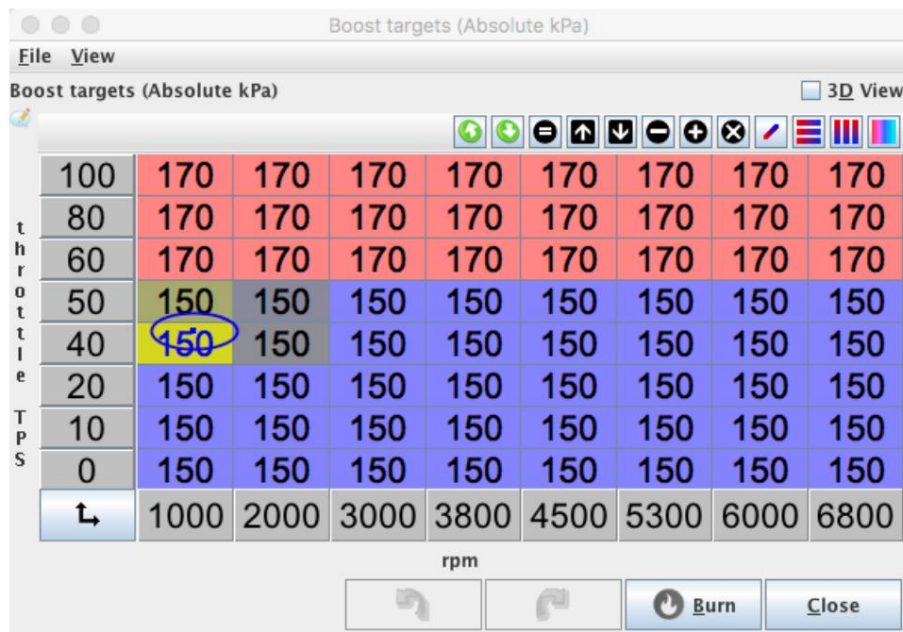 Boost targets (Absolute kPa)
File View
Boost targets (Absolute kPa) 3D View
100 170 170 170 170 170 170 170 170
80 170 170 170 170 170 170 170 170
60 170 170 170 170 170 170 170 170
50 150 150 150 150 150 150 150 150
40 150 150 150 150 150 150 150 150
20 150 150 150 150 150 150 150 150
10 150 150 150 150 150 150 150 150
0 150 150 150 150 150 150 150 150
throttle TPS
1000 2000 3000 3800 4500 5300 6000 6800
rpm
Burn Close